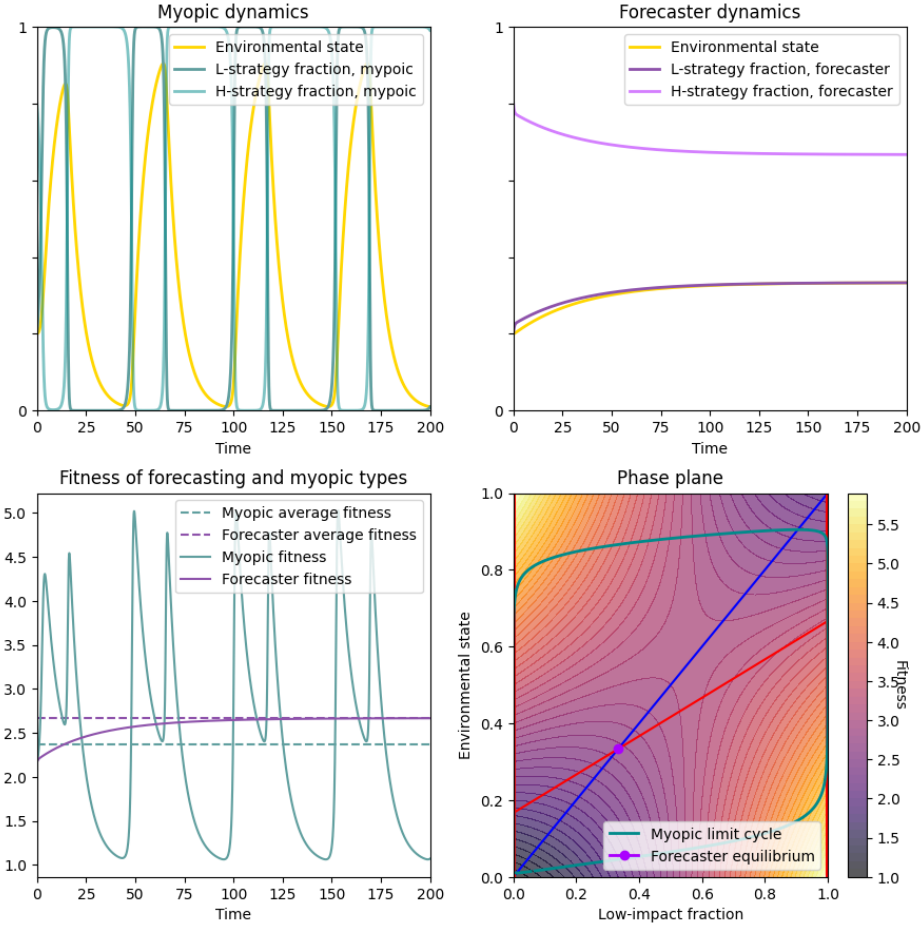 Myopic dynamics
1
0
Environmental state
L-strategy fraction, mypoic
H-strategy fraction, mypoic
0 25 50 75 100 125 150 175 200
Time
Forecaster dynamics
1
0
Environmental state
L-strategy fraction, forecaster
H-strategy fraction, forecaster
0 25 50 75 100 125 150 175 200
Time
Fitness of forecasting and myopic types
5.0
4.5
4.0
3.5
3.0
2.5
2.0
1.5
1.0
Myopic average fitness
Forecaster average fitness
Myopic fitness
Forecaster fitness
0 25 50 75 100 125 150 175 200
Time
Phase plane
Environmental state
1.0
0.8
0.6
0.4
0.2
0.0
Myopic limit cycle
Forecaster equilibrium
0.0 0.2 0.4 0.6 0.8 1.0
Low-impact fraction
5.5
5.0
4.5
4.0
3.5
3.0
2.5
2.0
1.5
1.0
Fitness